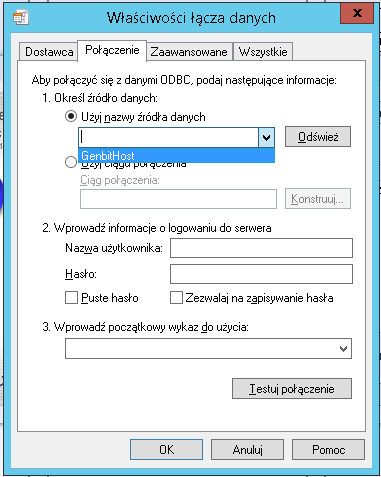 Właściwości łącza danych
x
Dostawca Połączenie Zaawansowane Wszystkie
Aby połączyć się z danymi ODBC, podaj następujące informacje:
1. Określ źródło danych:
Użyj nazwy źródła danych
Odśwież
GenbitHost
Użyj ciągu połączenia
Ciąg połączenia:
Konstruuj...
2. Wprowadź informacje o logowaniu do serwera
Nazwa użytkownika:
Hasło:
Puste hasło Zezwalaj na zapisywanie hasła
3. Wprowadź początkowy wykaz do użycia:
Testuj połączenie
OK Anuluj Pomoc